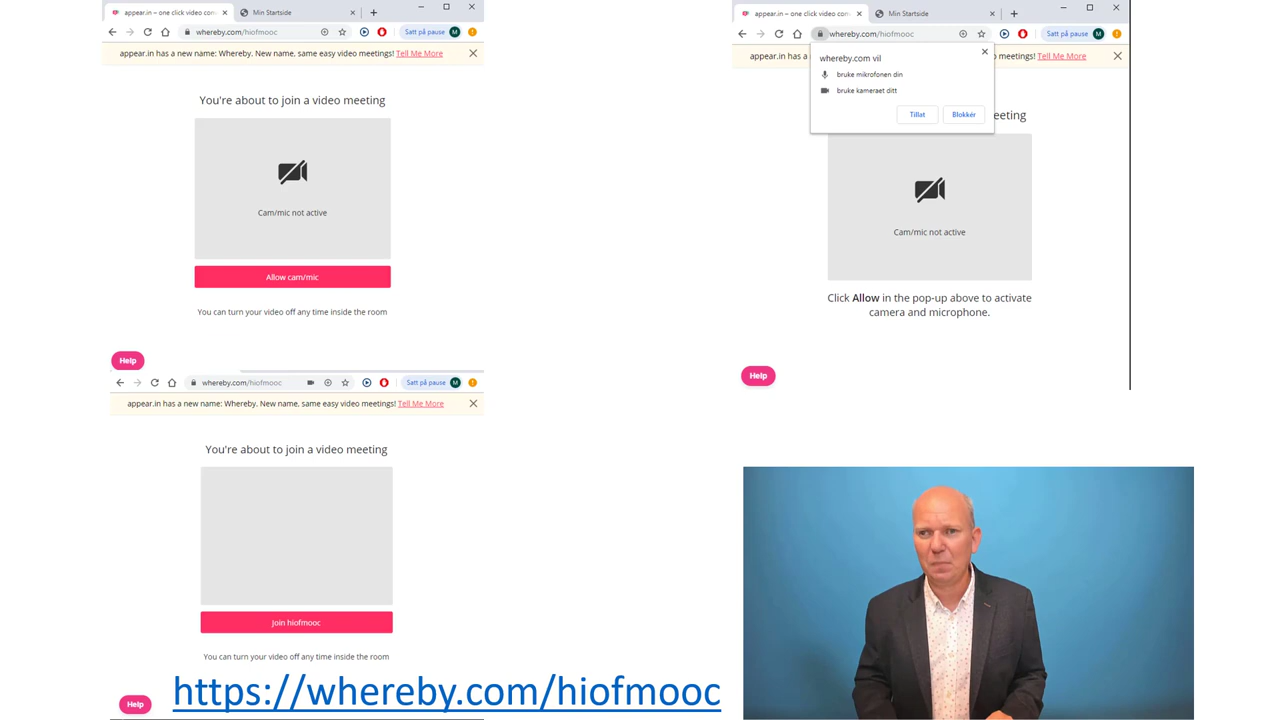 appear.in – one click video con
Min Startside
whereby.com/hiofmooc
Satt på pause
M
appear.in has a new name: Whereby. New name, same easy video meetings! Tell Me More
You're about to join a video meeting
Cam/mic not active
Allow cam/mic
You can turn your video off any time inside the room
Help
appear.in – one click video con
Min Startside
whereby.com/hiofmooc
Satt på pause
M
appear.in has a
meetings! Tell Me More
whereby.com vil
bruke mikrofonen din
bruke kameraet ditt
Tillat
Blokkér
eeting
Cam/mic not active
Click Allow in the pop-up above to activate
camera and microphone.
Help
whereby.com/hiofmooc
Satt på pause
M
appear.in has a new name: Whereby. New name, same easy video meetings! Tell Me More
You're about to join a video meeting
Join hiofmooc
You can turn your video off any time inside the room
Help
https://whereby.com/hiofmooc